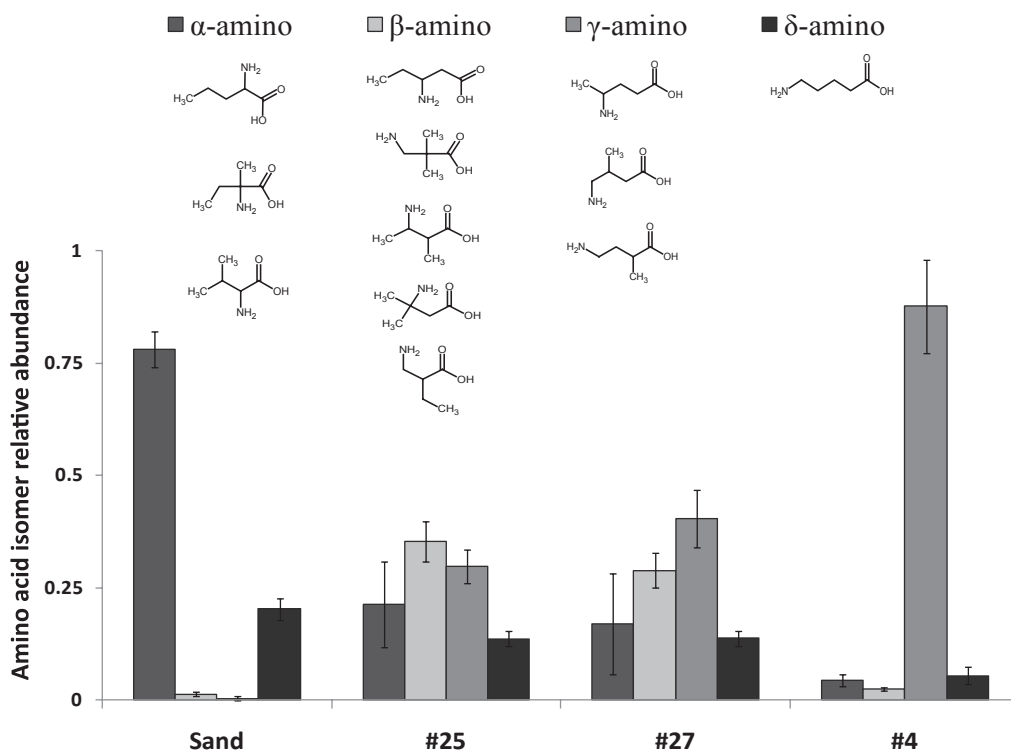 α-amino β-amino γ-amino δ-amino
NH₂
H₃C
O
HO
CH₃
O
H₃C
NH₂
OH
CH₃
O
H₃C
OH
NH₂
H₃C
O
NH₂
OH
H₂N
CH₃
O
CH₃
OH
NH₂
O
H₃C
OH
CH₃
H₃C
NH₂
O
H₃C
OH
NH₂
O
OH
CH₃
CH₃
O
OH
NH₂
CH₃
O
OH
NH₂
H₂N
O
OH
CH₃
H₂N
O
OH
Amino acid isomer relative abundance
1
0.75
0.5
0.25
0
Sand #25 #27 #4